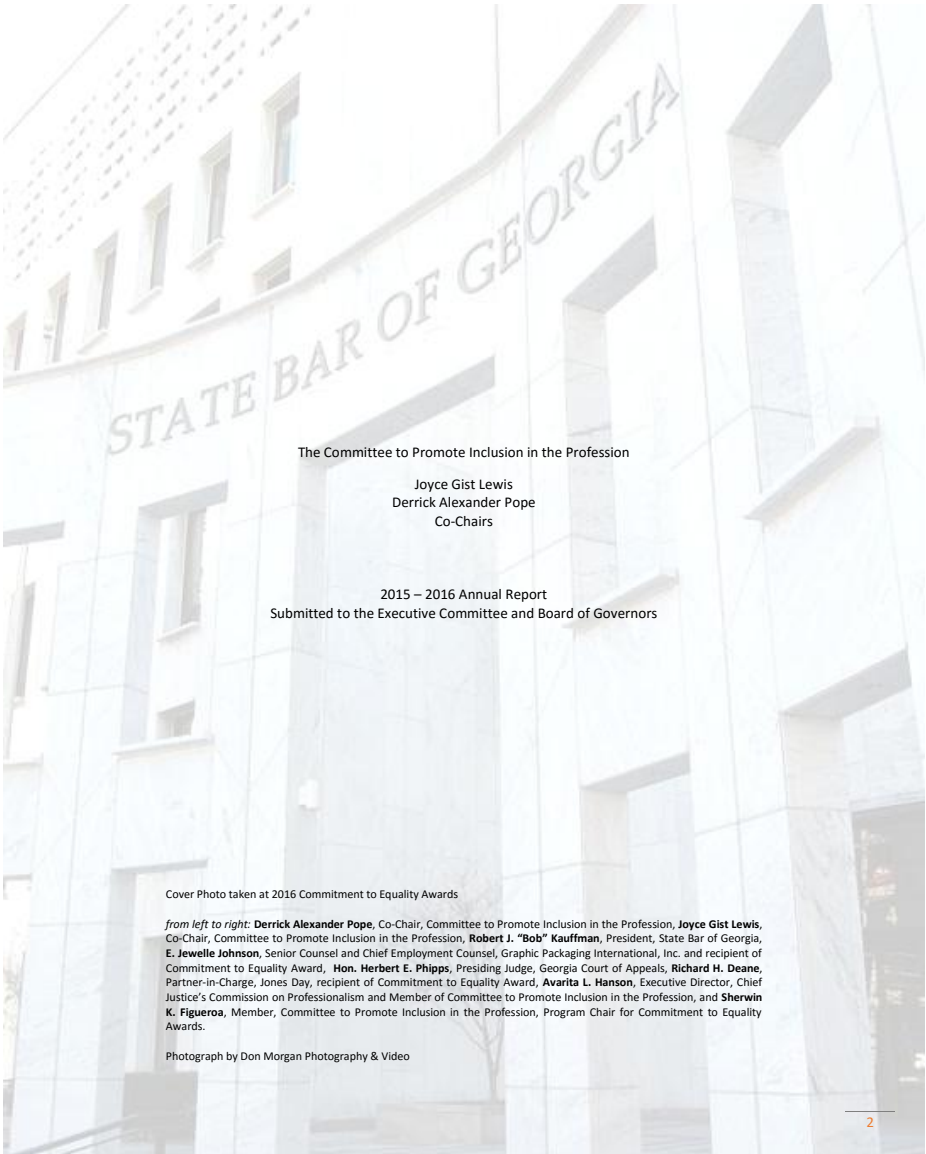 STATE BAR OF GEORGIA
The Committee to Promote Inclusion in the Profession
Joyce Gist Lewis
Derrick Alexander Pope
Co-Chairs
2015 – 2016 Annual Report
Submitted to the Executive Committee and Board of Governors
Cover Photo taken at 2016 Commitment to Equality Awards
from left to right: Derrick Alexander Pope, Co-Chair, Committee to Promote Inclusion in the Profession, Joyce Gist Lewis,
Co-Chair, Committee to Promote Inclusion in the Profession, Robert J. “Bob” Kauffman, President, State Bar of Georgia,
E. Jewelle Johnson, Senior Counsel and Chief Employment Counsel, Graphic Packaging International, Inc. and recipient of
Commitment to Equality Award, Hon. Herbert E. Phipps, Presiding Judge, Georgia Court of Appeals, Richard H. Deane,
Partner-in-Charge, Jones Day, recipient of Commitment to Equality Award, Avarita L. Hanson, Executive Director, Chief
Justice’s Commission on Professionalism and Member of Committee to Promote Inclusion in the Profession, and Sherwin
K. Figueroa, Member, Committee to Promote Inclusion in the Profession, Program Chair for Commitment to Equality
Awards.
Photograph by Don Morgan Photography & Video
2